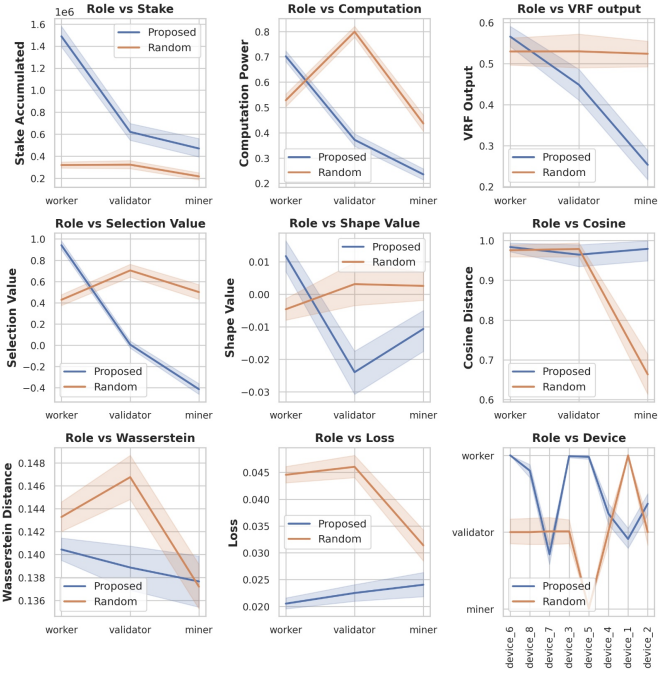 Role vs Stake
1e6
Stake Accumulated
1.6
1.4
1.2
1.0
0.8
0.6
0.4
0.2
Proposed
Random
worker
validator
miner
Role vs Computation
Computation Power
0.8
0.7
0.6
0.5
0.4
0.3
0.2
Proposed
Random
worker
validator
miner
Role vs VRF output
VRF Output
0.6
0.5
0.4
0.3
0.2
Proposed
Random
worker
validator
miner
Role vs Selection Value
Selection Value
1.0
0.8
0.6
0.4
0.2
0.0
−0.2
−0.4
Proposed
Random
worker
validator
miner
Role vs Shape Value
Shape Value
0.01
0.00
−0.01
−0.02
−0.03
Proposed
Random
worker
validator
miner
Role vs Cosine
Cosine Distance
1.0
0.9
0.8
0.7
0.6
Proposed
Random
worker
validator
mine
Role vs Wasserstein
Wasserstein Distance
0.148
0.146
0.144
0.142
0.140
0.138
0.136
Proposed
Random
worker
validator
miner
Role vs Loss
Loss
0.045
0.040
0.035
0.030
0.025
0.020
Proposed
Random
worker
validator
miner
Role vs Device
worker
validator
miner
Proposed
Random
device_6
device_8
device_7
device_3
device_5
device_4
device_1
device_2